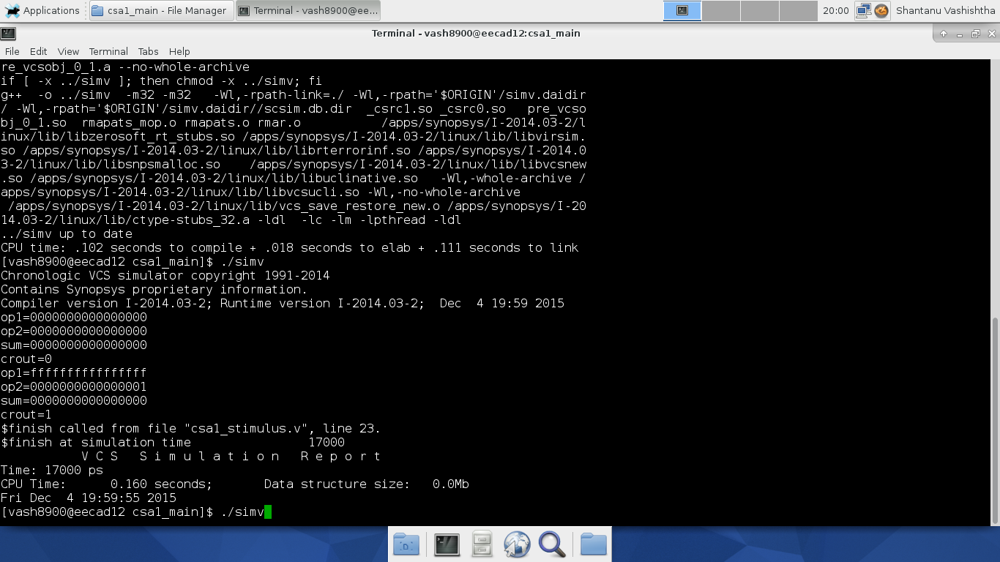 Applications csa1_main - File Manager Terminal - vash8900@ee... 20:00 Shantanu Vashishtha
Terminal - vash8900@eecad12:csa1_main
File Edit View Terminal Tabs Help
re_vcsobj_0_1.a --no-whole-archive
if [ -x ../simv ]; then chmod -x ../simv; fi
g++  -o ../simv  -m32 -m32   -Wl,-rpath-link=./ -Wl,-rpath='$ORIGIN'/simv.daidir
/ -Wl,-rpath='$ORIGIN'/simv.daidir//scsim.db.dir  _csrc1.so _csrc0.so   pre_vcso
bj_0_1.so  rmapats_mop.o rmapats.o rmar.o           /apps/synopsys/I-2014.03-2/l
inux/lib/libzerosoft_rt_stubs.so /apps/synopsys/I-2014.03-2/linux/lib/libvirsim.
so /apps/synopsys/I-2014.03-2/linux/lib/librterrorinf.so /apps/synopsys/I-2014.0
3-2/linux/lib/libsnpsmalloc.so    /apps/synopsys/I-2014.03-2/linux/lib/libvcsnew
.so /apps/synopsys/I-2014.03-2/linux/lib/libuclinative.so   -Wl,-whole-archive /
apps/synopsys/I-2014.03-2/linux/lib/libvcsucli.so -Wl,-no-whole-archive
 /apps/synopsys/I-2014.03-2/linux/lib/vcs_save_restore_new.o /apps/synopsys/I-20
14.03-2/linux/lib/ctype-stubs_32.a -ldl  -lc -lm -lpthread -ldl
../simv up to date
CPU time: .102 seconds to compile + .018 seconds to elab + .111 seconds to link
[vash8900@eecad12 csa1_main]$ ./simv
Chronologic VCS simulator copyright 1991-2014
Contains Synopsys proprietary information.
Compiler version I-2014.03-2; Runtime version I-2014.03-2;  Dec  4 19:59 2015
op1=0000000000000000
op2=0000000000000000
sum=0000000000000000
crout=0
op1=ffffffffffffffff
op2=0000000000000001
sum=0000000000000000
crout=1
$finish called from file "csa1_stimulus.v", line 23.
$finish at simulation time                17000
           V C S   S i m u l a t i o n   R e p o r t
Time: 17000 ps
CPU Time:      0.160 seconds;       Data structure size:   0.0Mb
Fri Dec  4 19:59:55 2015
[vash8900@eecad12 csa1_main]$ ./simv